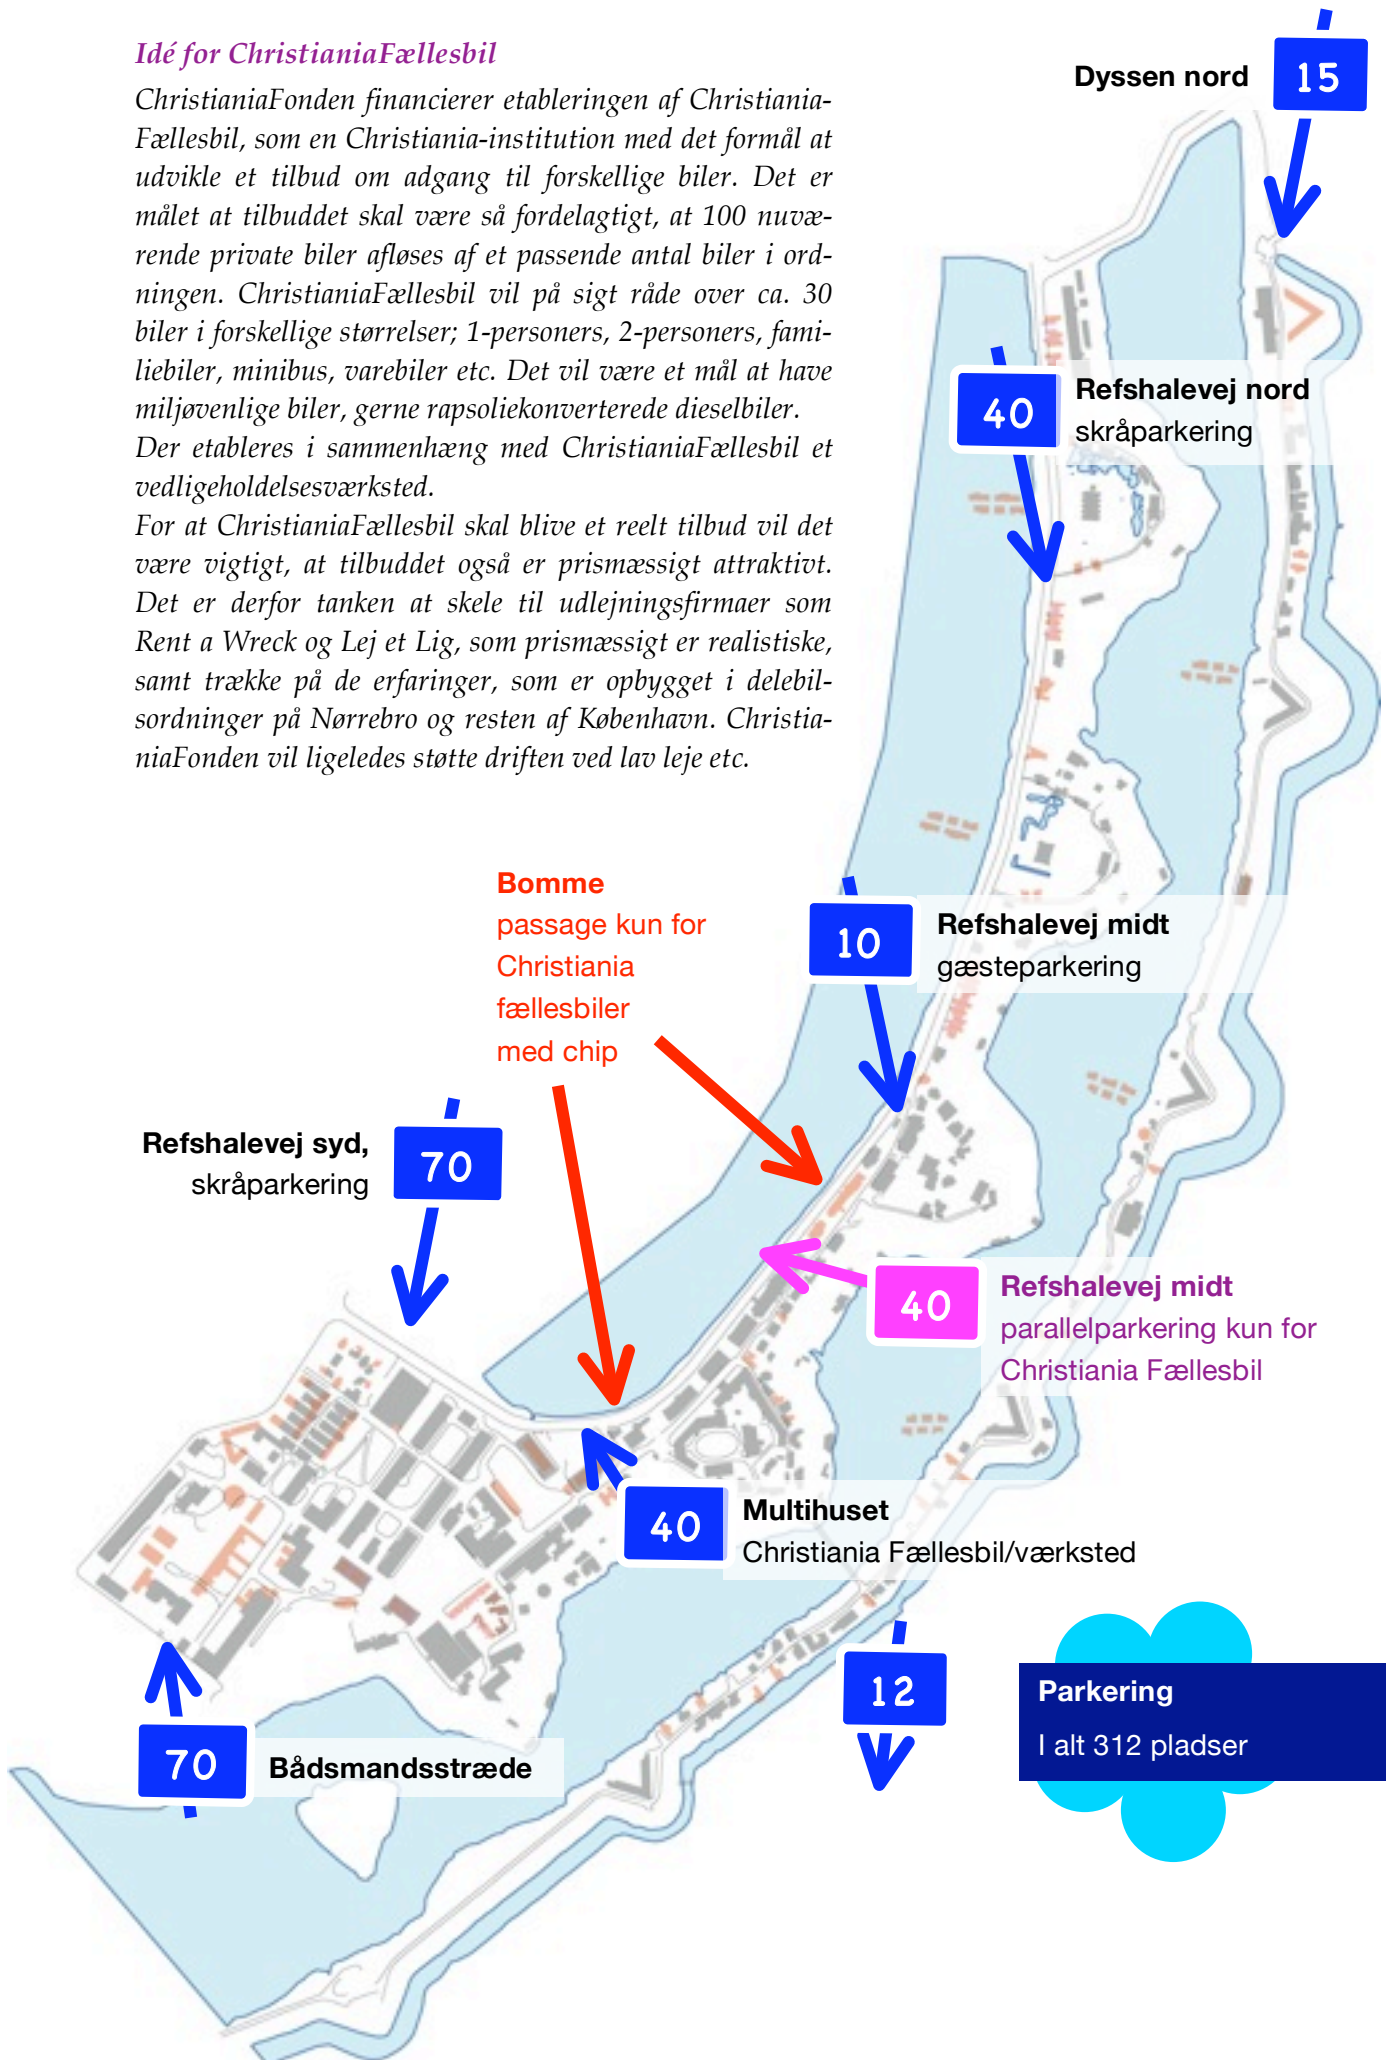 Idé for ChristianiaFællesbil
ChristianiaFonden financierer etableringen af Christiania-
Fællesbil, som en Christiania-institution med det formål at
udvikle et tilbud om adgang til forskellige biler. Det er
målet at tilbuddet skal være så fordelagtigt, at 100 nuvæ-
rende private biler afløses af et passende antal biler i ord-
ningen. ChristianiaFællesbil vil på sigt råde over ca. 30
biler i forskellige størrelser; 1-personers, 2-personers, fami-
liebiler, minibus, varebiler etc. Det vil være et mål at have
miljøvenlige biler, gerne rapsoliekonverterede dieselbiler.
Der etableres i sammenhæng med ChristianiaFællesbil et
vedligeholdelsesværksted.
For at ChristianiaFællesbil skal blive et reelt tilbud vil det
være vigtigt, at tilbuddet også er prismæssigt attraktivt.
Det er derfor tanken at skele til udlejningsfirmaer som
Rent a Wreck og Lej et Lig, som prismæssigt er realistiske,
samt trække på de erfaringer, som er opbygget i delebil-
sordninger på Nørrebro og resten af København. Christia-
niaFonden vil ligeledes støtte driften ved lav leje etc.
Dyssen nord
15
40
Refshalevej nord
skråparkering
Bomme
passage kun for
Christiania
fællesbiler
med chip
10
Refshalevej midt
gæsteparkering
Refshalevej syd,
skråparkering
70
40
Refshalevej midt
parallelparkering kun for
Christiania Fællesbil
40
Multihuset
Christiania Fællesbil/værksted
12
70
Bådsmandsstræde
Parkering
I alt 312 pladser